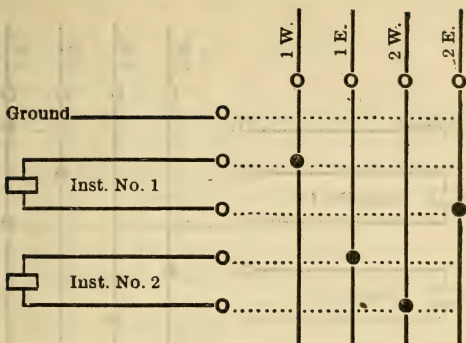 1 W.
1 E.
2 W.
2 E.
Ground
Inst. No. 1
Inst. No. 2